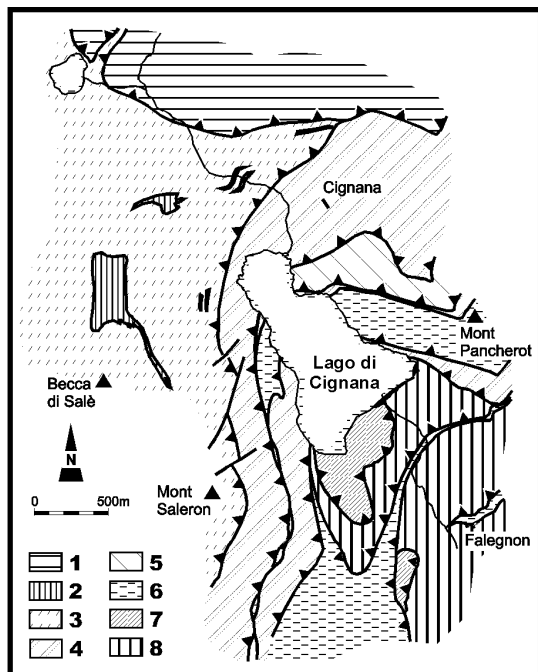 Cignana
Mont
Pancherot
Lago di
Cignana
Becca
di Salè
N
0 500m
Mont
Saleron
Falegnon
1 5
2 6
3 7
4 8